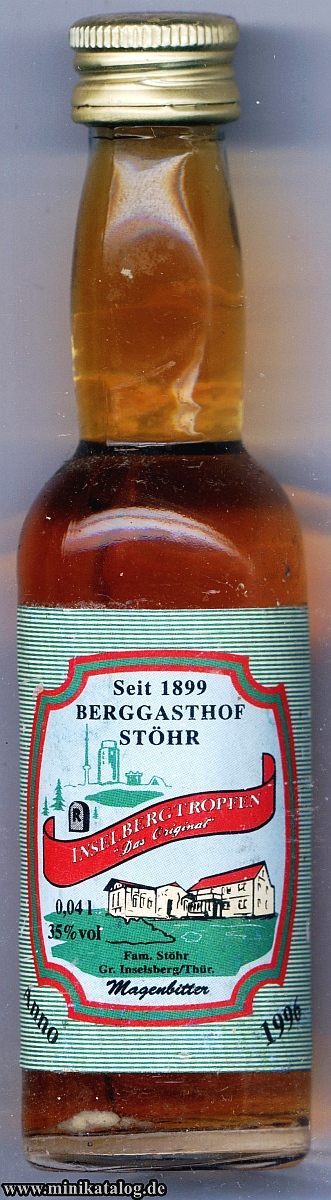 Seit 1899
BERGGASTHOF
STÖHR
R
INSELBERGTROPFEN
"Das Original"
0,04 l
35% vol
Fam. Stöhr
Gr. Inselsberg/Thür.
Magenbitter
Anno 1996
www.minikatalog.de